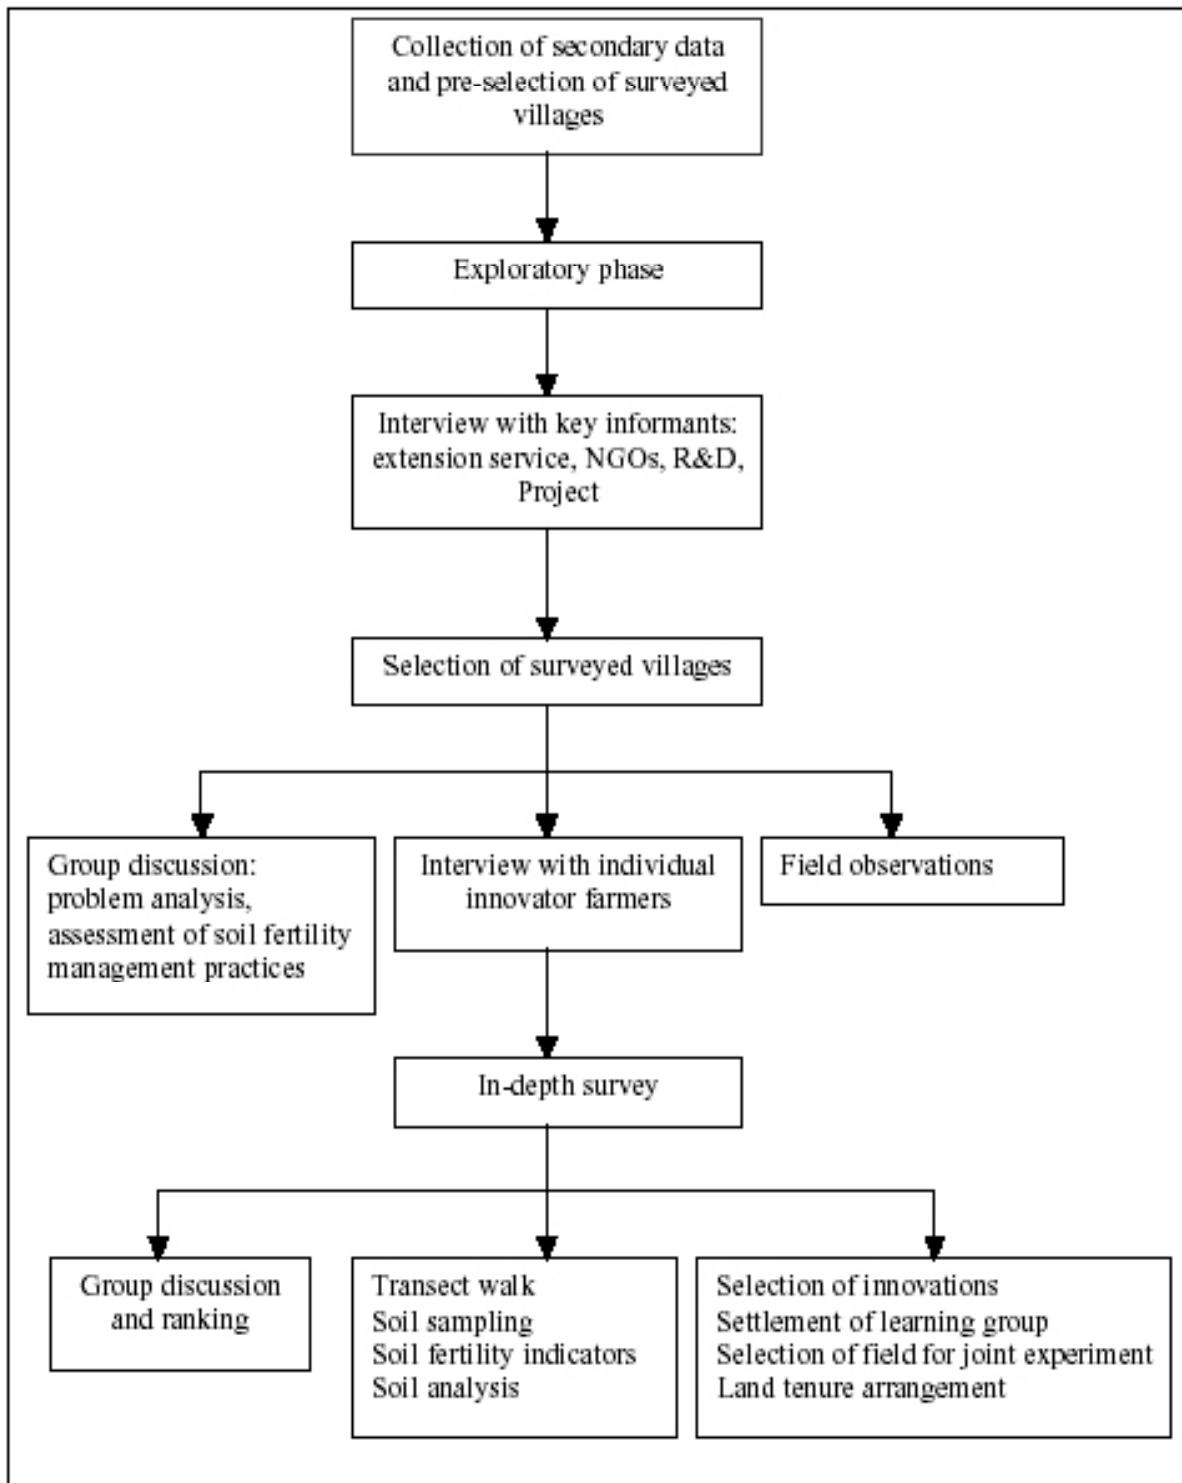 Collection of secondary data
and pre-selection of surveyed
villages
Exploratory phase
Interview with key informants:
extension service, NGOs, R&D,
Project
Selection of surveyed villages
Group discussion:
problem analysis,
assessment of soil fertility
management practices
Interview with individual
innovator farmers
Field observations
In-depth survey
Group discussion
and ranking
Transect walk
Soil sampling
Soil fertility indicators
Soil analysis
Selection of innovations
Settlement of learning group
Selection of field for joint experiment
Land tenure arrangement